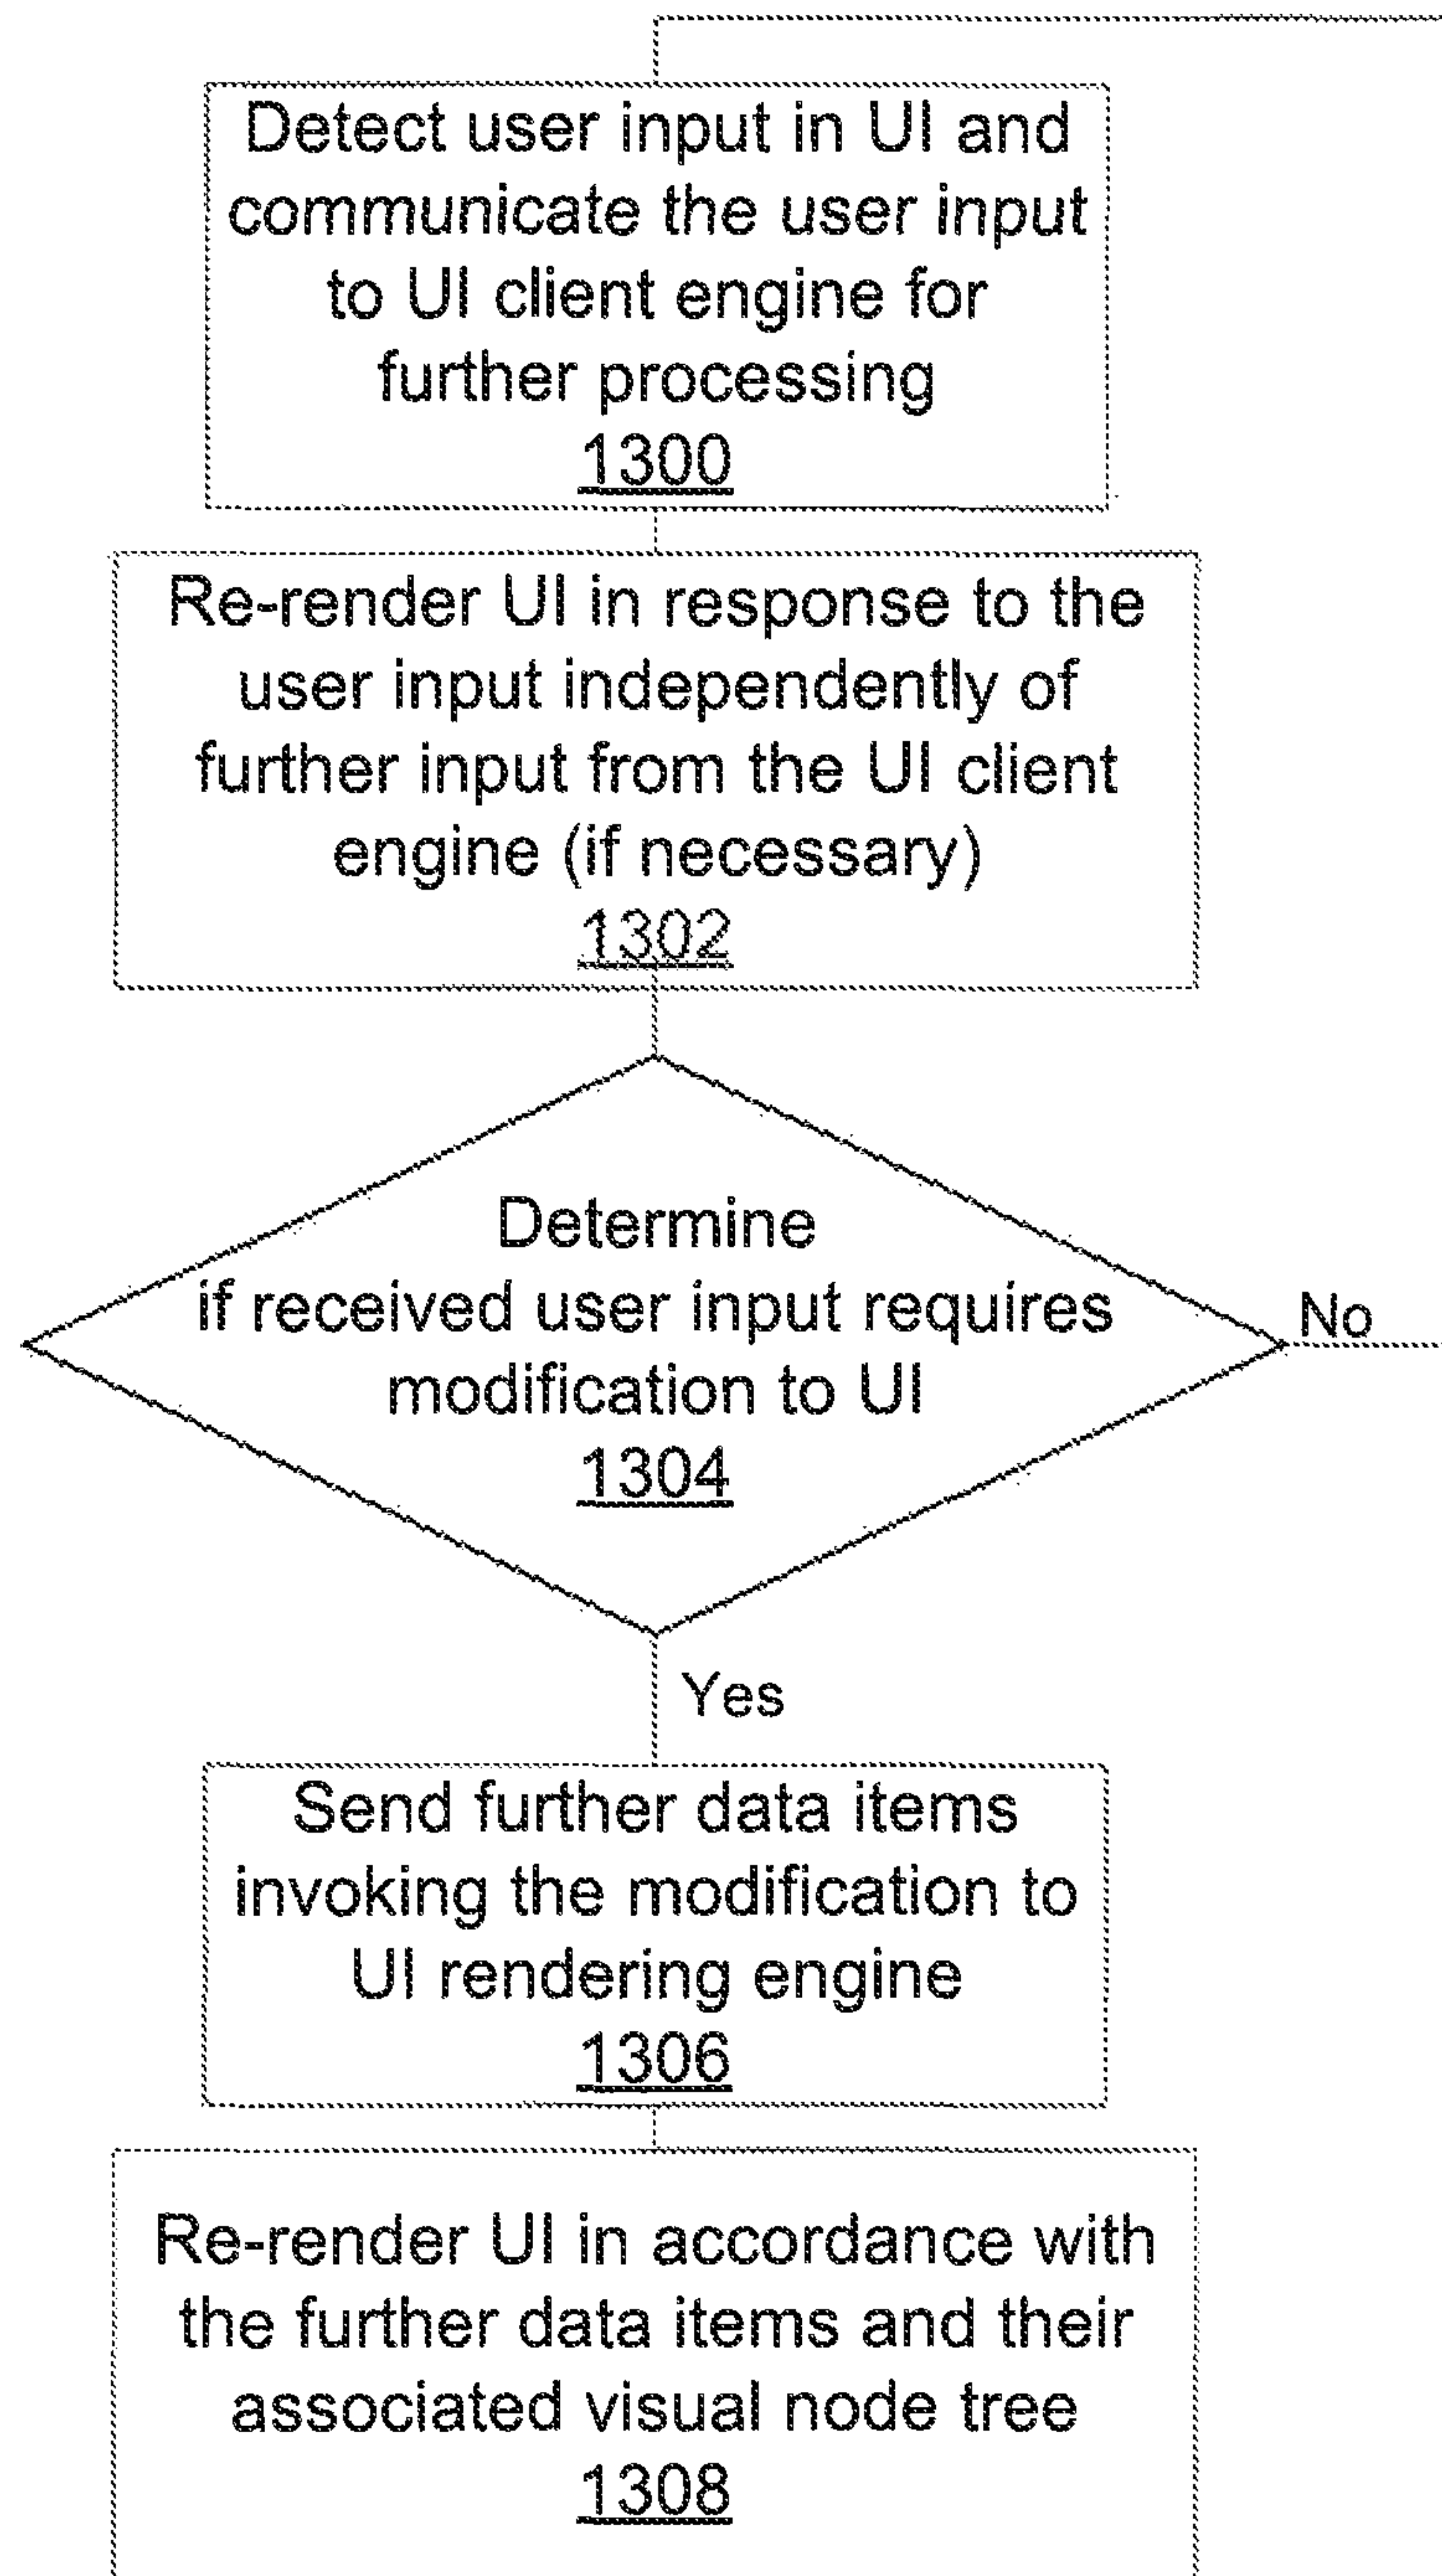 Detect user input in UI and
communicate the user input
to UI client engine for
further processing
1300
Re-render UI in response to the
user input independently of
further input from the UI client
engine (if necessary)
1302
Determine
if received user input requires
modification to UI
1304
No
Yes
Send further data items
invoking the modification to
UI rendering engine
1306
Re-render UI in accordance with
the further data items and their
associated visual node tree
1308